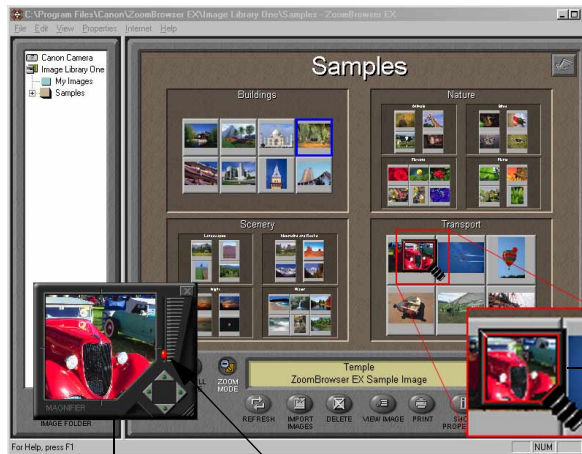 C:\Program Files\Canon\ZoomBrowser EX\Image Library One\Samples - ZoomBrowser EX
File Edit View Properties Internet Help
Canon Camera
Image Library One
My Images
Samples
Samples
Buildings
Nature
Scenery
Transport
MAGNIFIER
IMAGE FOLDER
ZOOM
MODE
Temple
ZoomBrowser EX Sample Image
REFRESH
IMPORT
IMAGES
DELETE
VIEW IMAGE
PRINT
For Help, press F1
NUM